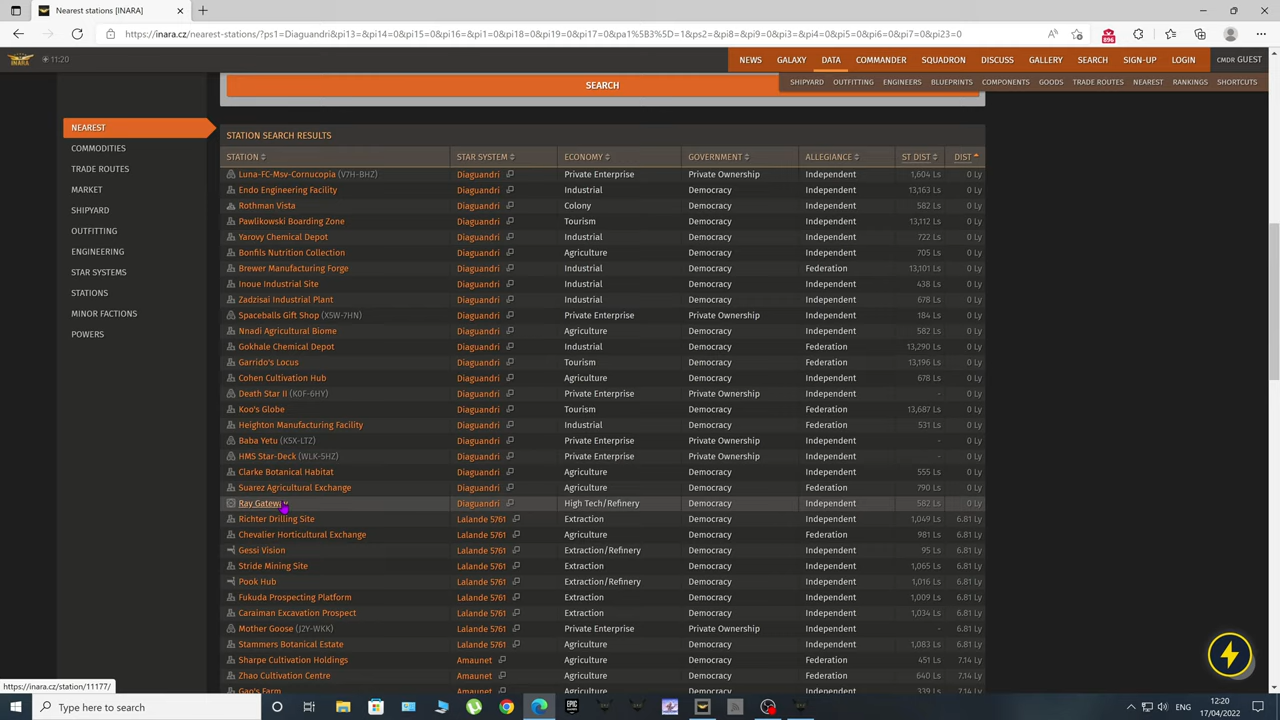 Nearest stations [INARA]
https://inara.cz/nearest-stations/?ps1=Diaguandri&pi13=&pi14=0&pi15=0&pi16=&pi1=0&pi18=0&pi19=0&pi17=0&pa1%5B%5D=1&ps2=&pi8=&pi9=0&pi3=&pi4=0&pi5=0&pi6=0&pi7=0&pi23=0
896
11:20
NEWS GALAXY DATA COMMANDER SQUADRON DISCUSS GALLERY SEARCH SIGN-UP LOGIN CMDR GUEST
SHIPYARD OUTFITTING ENGINEERS BLUEPRINTS COMPONENTS GOODS TRADE ROUTES NEAREST RANKINGS SHORTCUTS
SEARCH
NEAREST
COMMODITIES
TRADE ROUTES
MARKET
SHIPYARD
OUTFITTING
ENGINEERING
STAR SYSTEMS
STATIONS
MINOR FACTIONS
POWERS
STATION SEARCH RESULTS
STATION STAR SYSTEM ECONOMY GOVERNMENT ALLEGIANCE ST DIST DIST
Luna-FC-Msv-Cornucopia (V7H-BHZ) Diaguandri Private Enterprise Private Ownership Independent 1,604 Ls 0 Ly
Endo Engineering Facility Diaguandri Industrial Democracy Independent 13,163 Ls 0 Ly
Rothman Vista Diaguandri Colony Democracy Independent 582 Ls 0 Ly
Pawlikowski Boarding Zone Diaguandri Tourism Democracy Independent 13,112 Ls 0 Ly
Yarovy Chemical Depot Diaguandri Industrial Democracy Independent 722 Ls 0 Ly
Bonfils Nutrition Collection Diaguandri Agriculture Democracy Independent 705 Ls 0 Ly
Brewer Manufacturing Forge Diaguandri Industrial Democracy Federation 13,101 Ls 0 Ly
Inoue Industrial Site Diaguandri Industrial Democracy Independent 438 Ls 0 Ly
Zadzisai Industrial Plant Diaguandri Industrial Democracy Independent 678 Ls 0 Ly
Spaceballs Gift Shop (X5W-7HN) Diaguandri Private Enterprise Private Ownership Independent 184 Ls 0 Ly
Nnadi Agricultural Biome Diaguandri Agriculture Democracy Independent 582 Ls 0 Ly
Gokhale Chemical Depot Diaguandri Industrial Democracy Federation 13,290 Ls 0 Ly
Garrido's Locus Diaguandri Tourism Democracy Federation 13,196 Ls 0 Ly
Cohen Cultivation Hub Diaguandri Agriculture Democracy Independent 678 Ls 0 Ly
Death Star II (K0F-6HY) Diaguandri Private Enterprise Private Ownership Independent - 0 Ly
Koo's Globe Diaguandri Tourism Democracy Federation 13,687 Ls 0 Ly
Heighton Manufacturing Facility Diaguandri Industrial Democracy Independent 531 Ls 0 Ly
Baba Yetu (K5X-LTZ) Diaguandri Private Enterprise Private Ownership Independent - 0 Ly
HMS Star-Deck (WLK-5HZ) Diaguandri Private Enterprise Private Ownership Independent - 0 Ly
Clarke Botanical Habitat Diaguandri Agriculture Democracy Independent 555 Ls 0 Ly
Suarez Agricultural Exchange Diaguandri Agriculture Democracy Federation 790 Ls 0 Ly
Ray Gateway Diaguandri High Tech/Refinery Democracy Independent 582 Ls 0 Ly
Richter Drilling Site Lalande 5761 Extraction Democracy Independent 1,049 Ls 6.81 Ly
Chevalier Horticultural Exchange Lalande 5761 Agriculture Democracy Federation 981 Ls 6.81 Ly
Gessi Vision Lalande 5761 Extraction/Refinery Democracy Independent 95 Ls 6.81 Ly
Stride Mining Site Lalande 5761 Extraction Democracy Independent 1,065 Ls 6.81 Ly
Pook Hub Lalande 5761 Extraction/Refinery Democracy Independent 1,016 Ls 6.81 Ly
Fukuda Prospecting Platform Lalande 5761 Extraction Democracy Independent 1,009 Ls 6.81 Ly
Caraiman Excavation Prospect Lalande 5761 Extraction Democracy Independent 1,034 Ls 6.81 Ly
Mother Goose (J2Y-WKK) Lalande 5761 Private Enterprise Private Ownership Independent - 6.81 Ly
Stammers Botanical Estate Lalande 5761 Agriculture Democracy Independent 1,083 Ls 6.81 Ly
Sharpe Cultivation Holdings Amaunet Agriculture Democracy Federation 451 Ls 7.14 Ly
Zhao Cultivation Centre Amaunet Agriculture Democracy Federation 640 Ls 7.14 Ly
Gan's Farm Amaunet Agriculture Democracy Independent 339 Ls 7.14 Ly
https://inara.cz/station/11177/
Type here to search
EPIC
ENG
12:20
17/04/2022